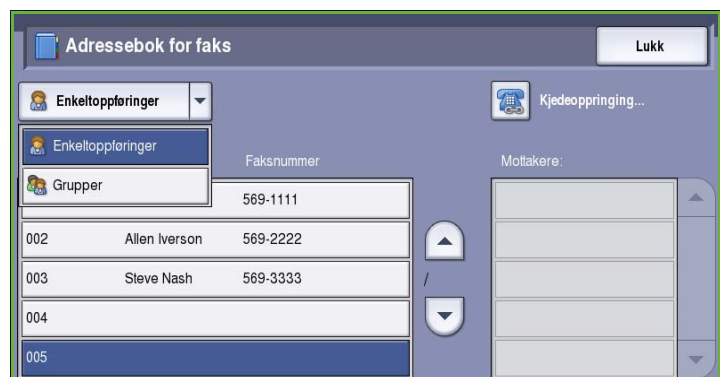 Adressebok for faks
Lukk
Enkeltoppføringer
Kjedeoppringing...
Enkeltoppføringer
Grupper
Faksnummer
Mottakere:
569-1111
002 Allen Iverson 569-2222
003 Steve Nash 569-3333
/
004
005